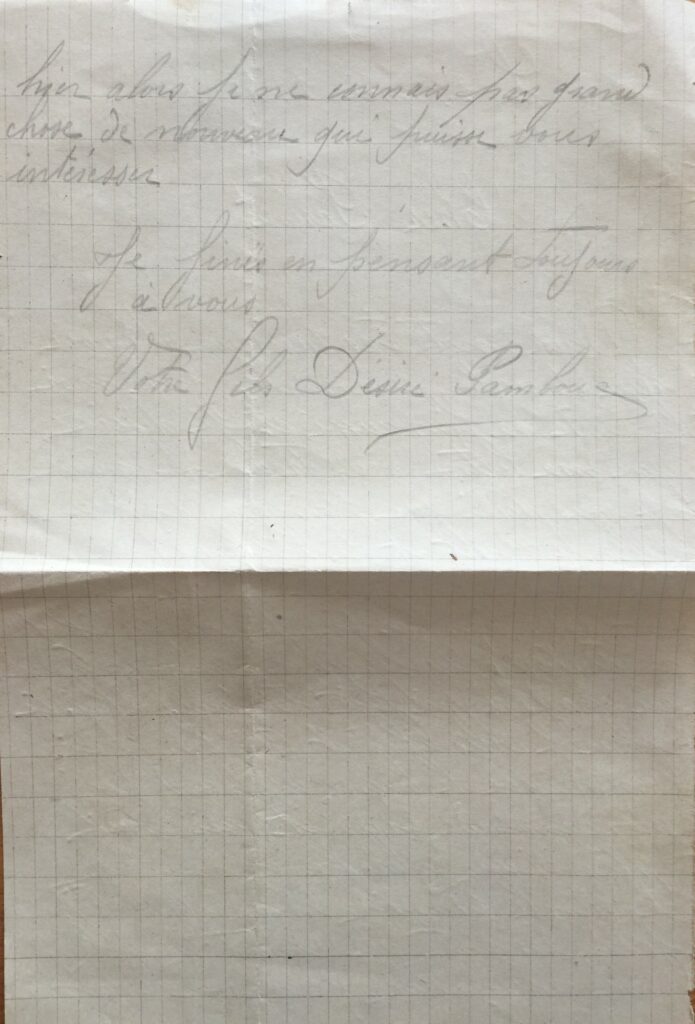 hier alors je ne connais pas grand
chose de nouveau qui puisse vous
intéresser
Je finis en pensant toujours
à vous
Votre fils Désiré